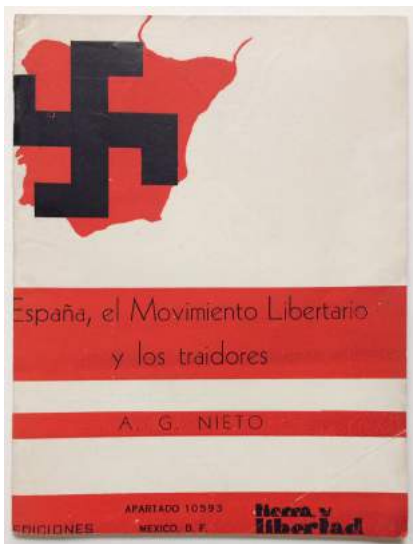 España, el Movimiento Libertario
y los traidores
A. G. NIETO
EDICIONES
APARTADO 10593
MEXICO, D. F.
tierra y
libertad